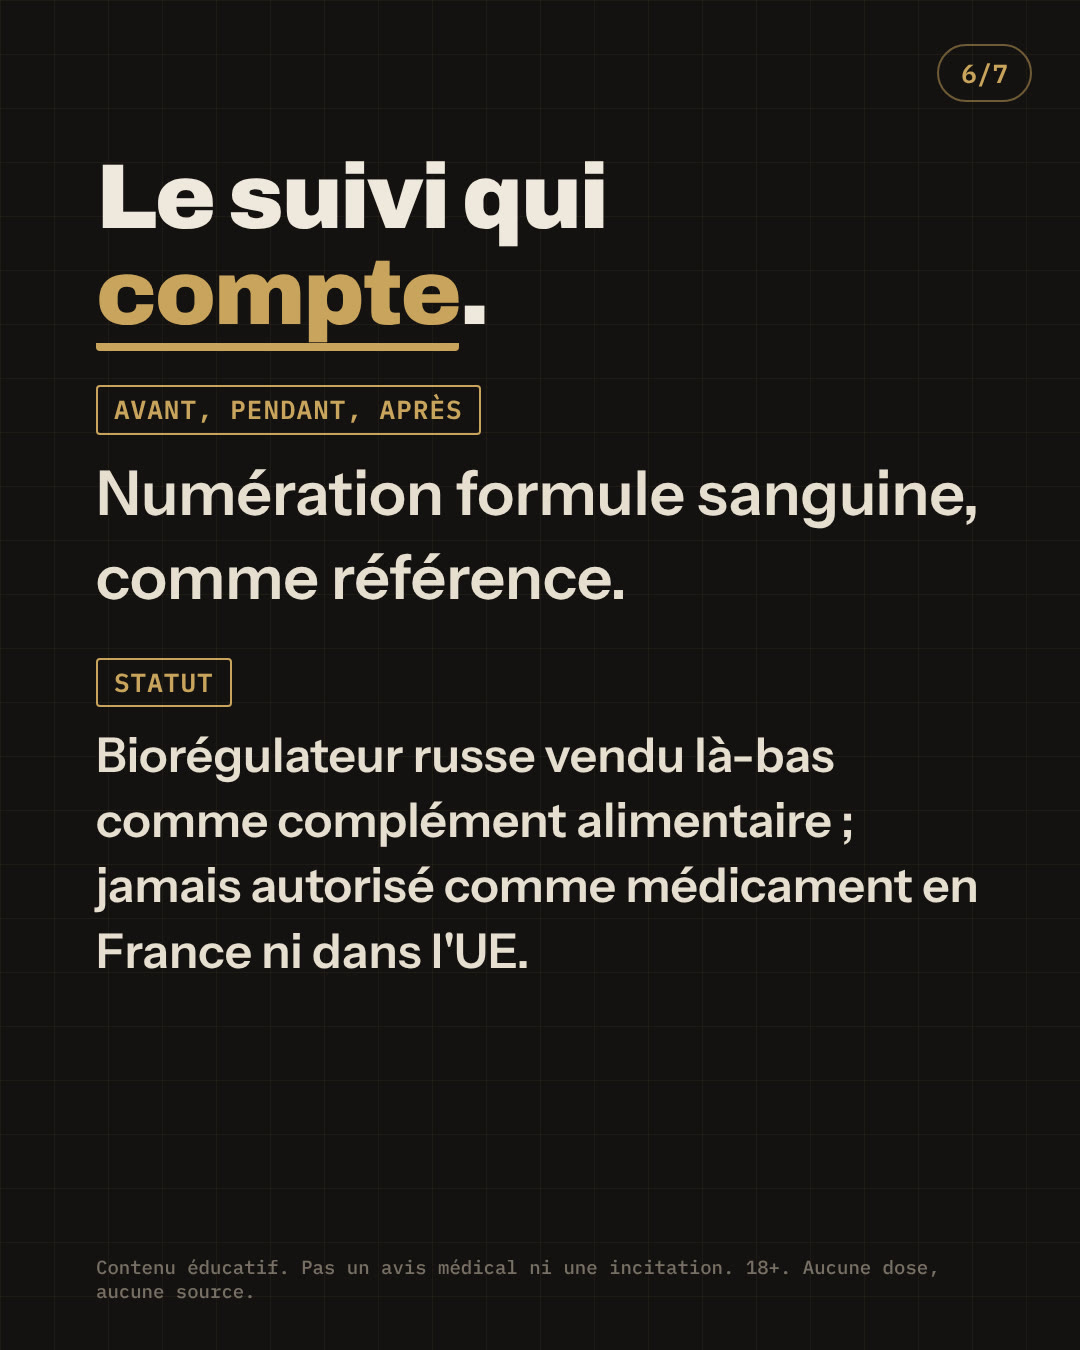 6/7
Le suivi qui
compte.
AVANT, PENDANT, APRÈS
Numération formule sanguine,
comme référence.
STATUT
Biorégulateur russe vendu là-bas
comme complément alimentaire ;
jamais autorisé comme médicament en
France ni dans l'UE.
Contenu éducatif. Pas un avis médical ni une incitation. 18+. Aucune dose,
aucune source.